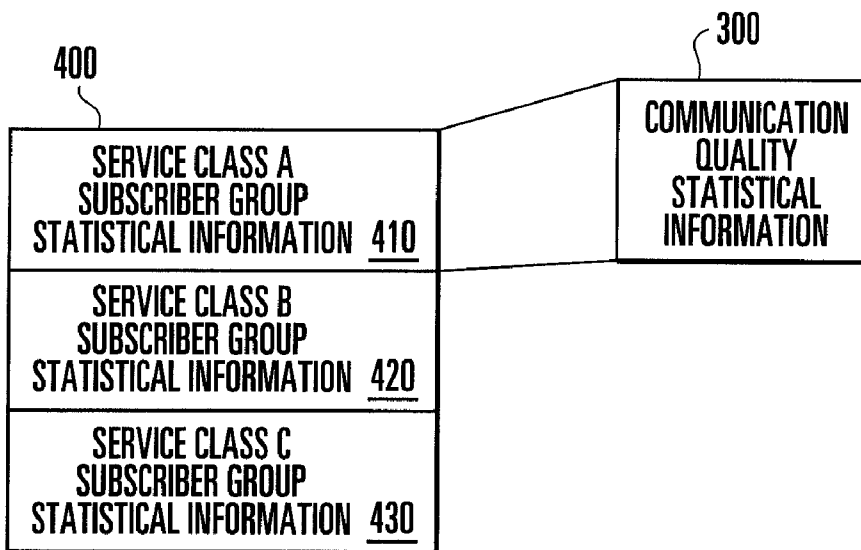 400
SERVICE CLASS A
SUBSCRIBER GROUP
STATISTICAL INFORMATION 410
SERVICE CLASS B
SUBSCRIBER GROUP
STATISTICAL INFORMATION 420
SERVICE CLASS C
SUBSCRIBER GROUP
STATISTICAL INFORMATION 430
300
COMMUNICATION
QUALITY
STATISTICAL
INFORMATION